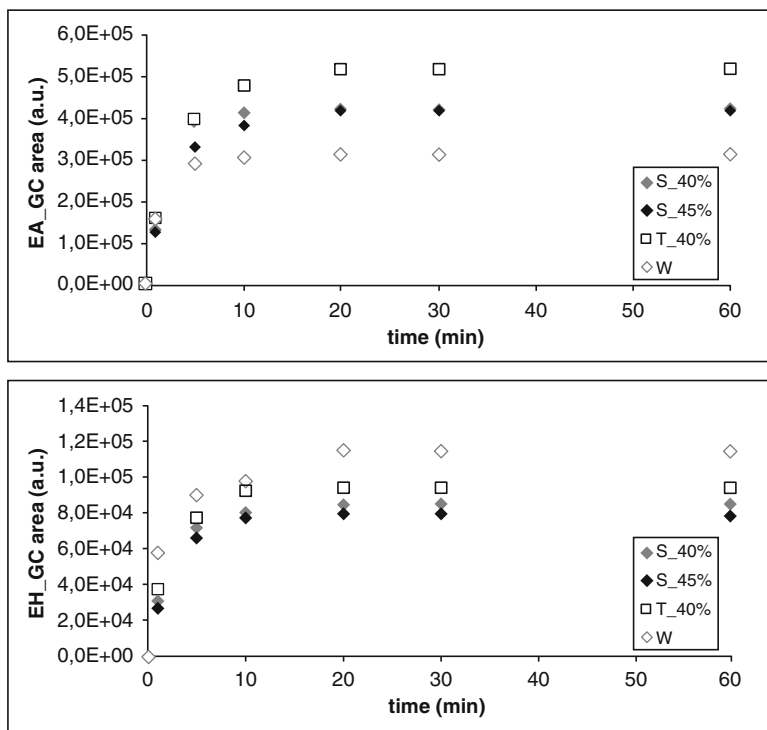 6,0E+05
5,0E+05
4,0E+05
3,0E+05
2,0E+05
1,0E+05
0,0E+00
EA_GC area (a.u.)
0 10 20 30 40 50 60
time (min)
S_40%
S_45%
T_40%
W
1,4E+05
1,2E+05
1,0E+05
8,0E+04
6,0E+04
4,0E+04
2,0E+04
0,0E+00
EH_GC area (a.u.)
0 10 20 30 40 50 60
time (min)
S_40%
S_45%
T_40%
W